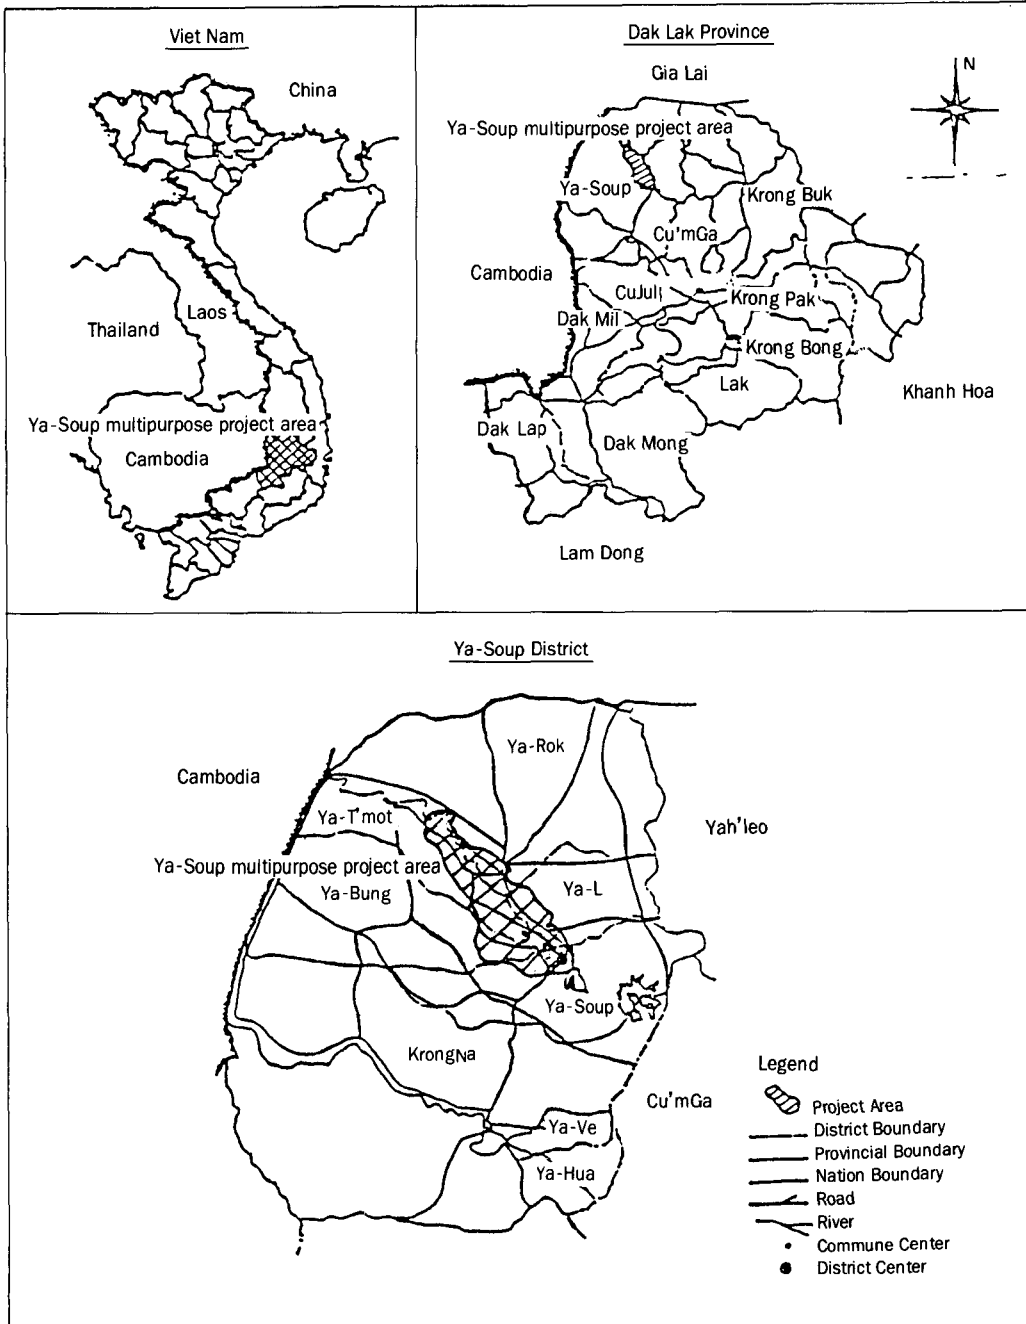 Viet Nam
China
Thailand
Laos
Ya-Soup multipurpose project area
Cambodia
Dak Lak Province
Gia Lai
N
Ya-Soup multipurpose project area
Ya-Soup
Krong Buk
Cu'mGa
Cambodia
CuJul
Krong Pak
Dak Mil
Krong Bong
Lak
Khanh Hoa
Dak Lap
Dak Mong
Lam Dong
Ya-Soup District
Ya-Rok
Cambodia
Ya-T'mot
Yah'leo
Ya-Soup multipurpose project area
Ya-Bung
Ya-L
Ya-Soup
KrongNa
Cu'mGa
Ya-Ve
Ya-Hua
Legend
Project Area
District Boundary
Provincial Boundary
Nation Boundary
Road
River
Commune Center
District Center